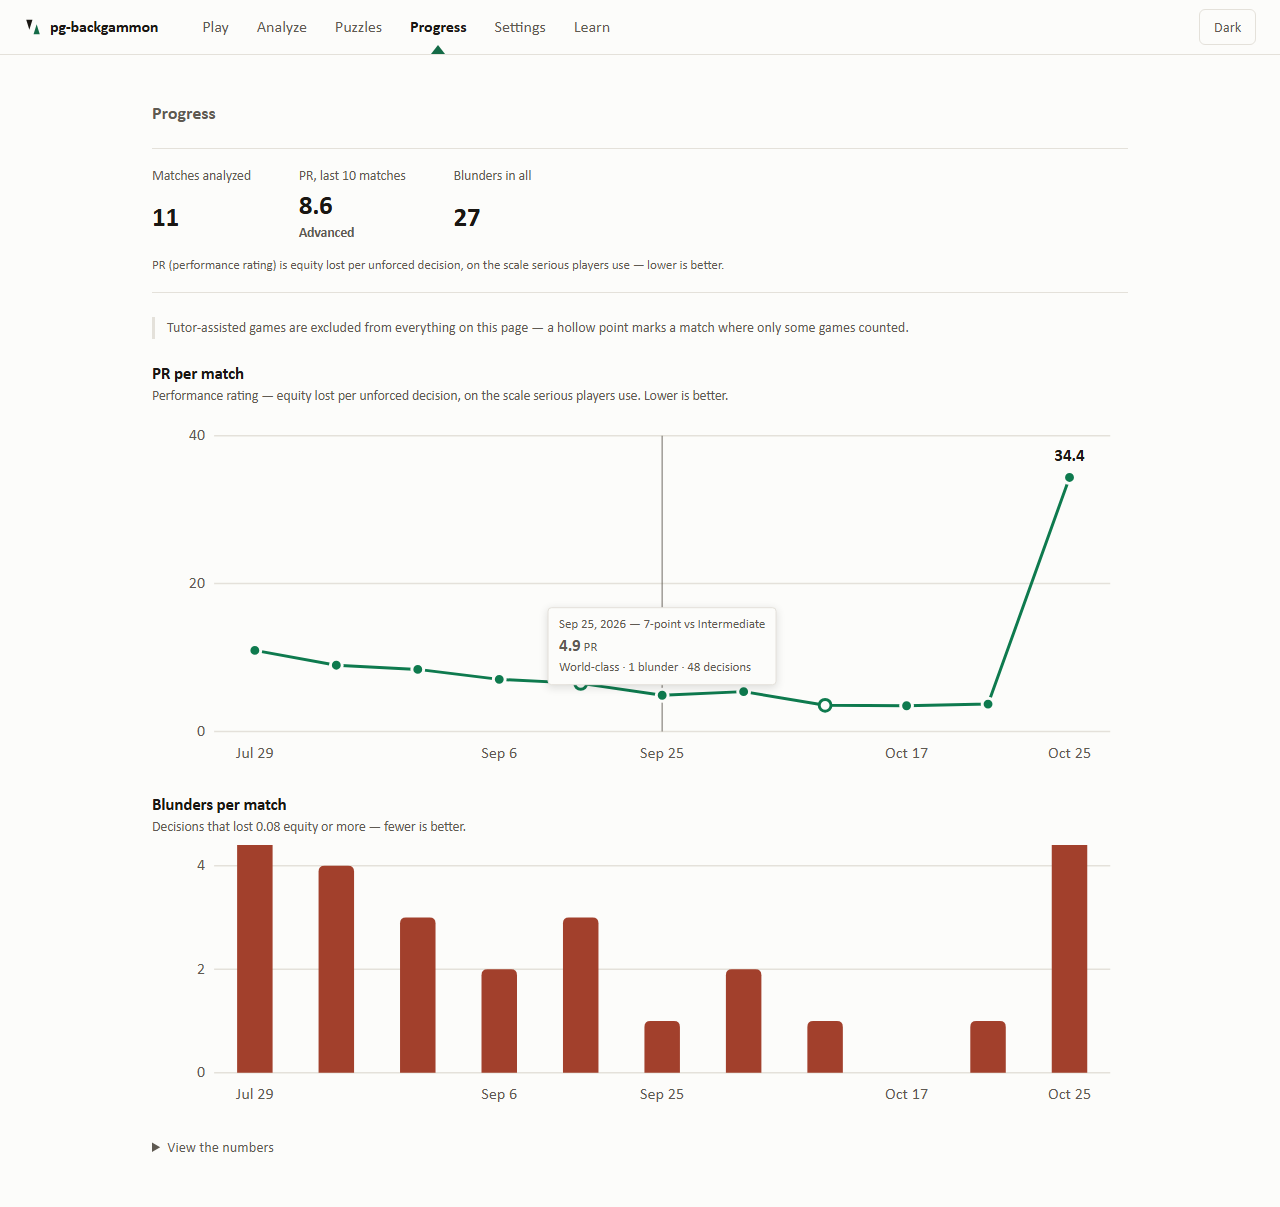 pg-backgammon Play Analyze Puzzles Progress Settings Learn Dark
Progress
Matches analyzed PR, last 10 matches Blunders in all
11 8.6 27
Advanced
PR (performance rating) is equity lost per unforced decision, on the scale serious players use — lower is better.
Tutor-assisted games are excluded from everything on this page — a hollow point marks a match where only some games counted.
PR per match
Performance rating — equity lost per unforced decision, on the scale serious players use. Lower is better.
40
34.4
20
Sep 25, 2026 — 7-point vs Intermediate
4.9 PR
World-class · 1 blunder · 48 decisions
0
Jul 29 Sep 6 Sep 25 Oct 17 Oct 25
Blunders per match
Decisions that lost 0.08 equity or more — fewer is better.
4
2
0
Jul 29 Sep 6 Sep 25 Oct 17 Oct 25
View the numbers